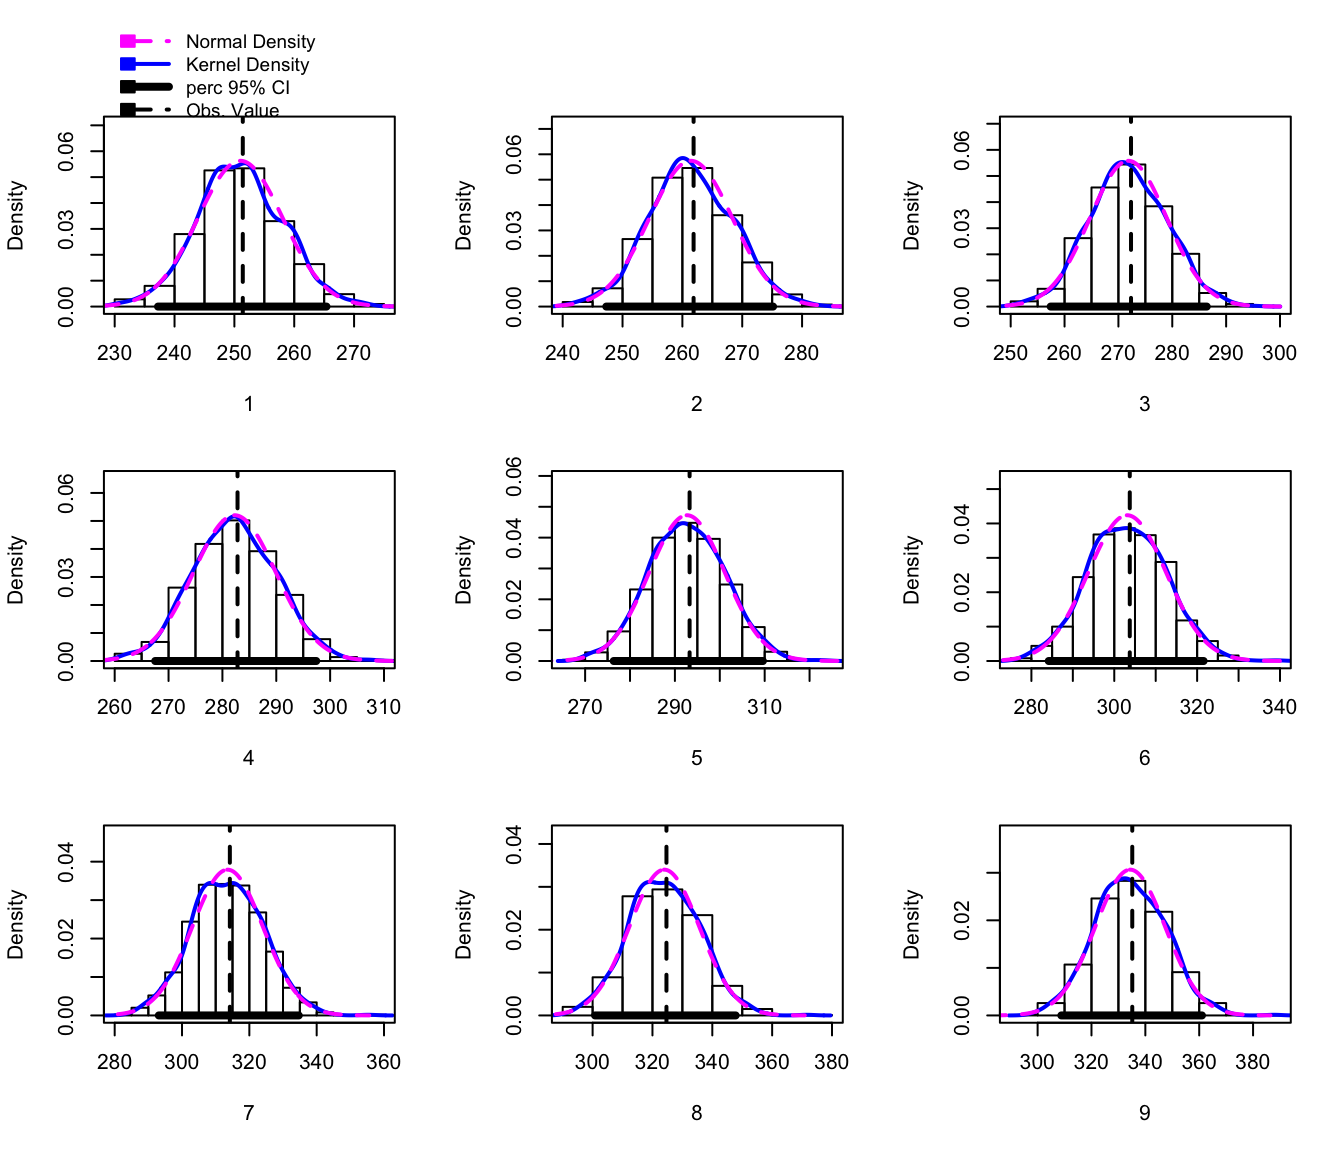 Normal Density
Kernel Density
perc 95% CI
Obs. Value
Density
0.00 0.03 0.06
230 240 250 260 270
1
Density
0.00 0.03 0.06
240 250 260 270 280
2
Density
0.00 0.03 0.06
250 260 270 280 290 300
3
Density
0.00 0.03 0.06
260 270 280 290 300 310
4
Density
0.00 0.02 0.04 0.06
270 290 310
5
Density
0.00 0.02 0.04
280 300 320 340
6
Density
0.00 0.02 0.04
280 300 320 340 360
7
Density
0.00 0.02 0.04
300 320 340 360 380
8
Density
0.00 0.02
300 320 340 360 380
9